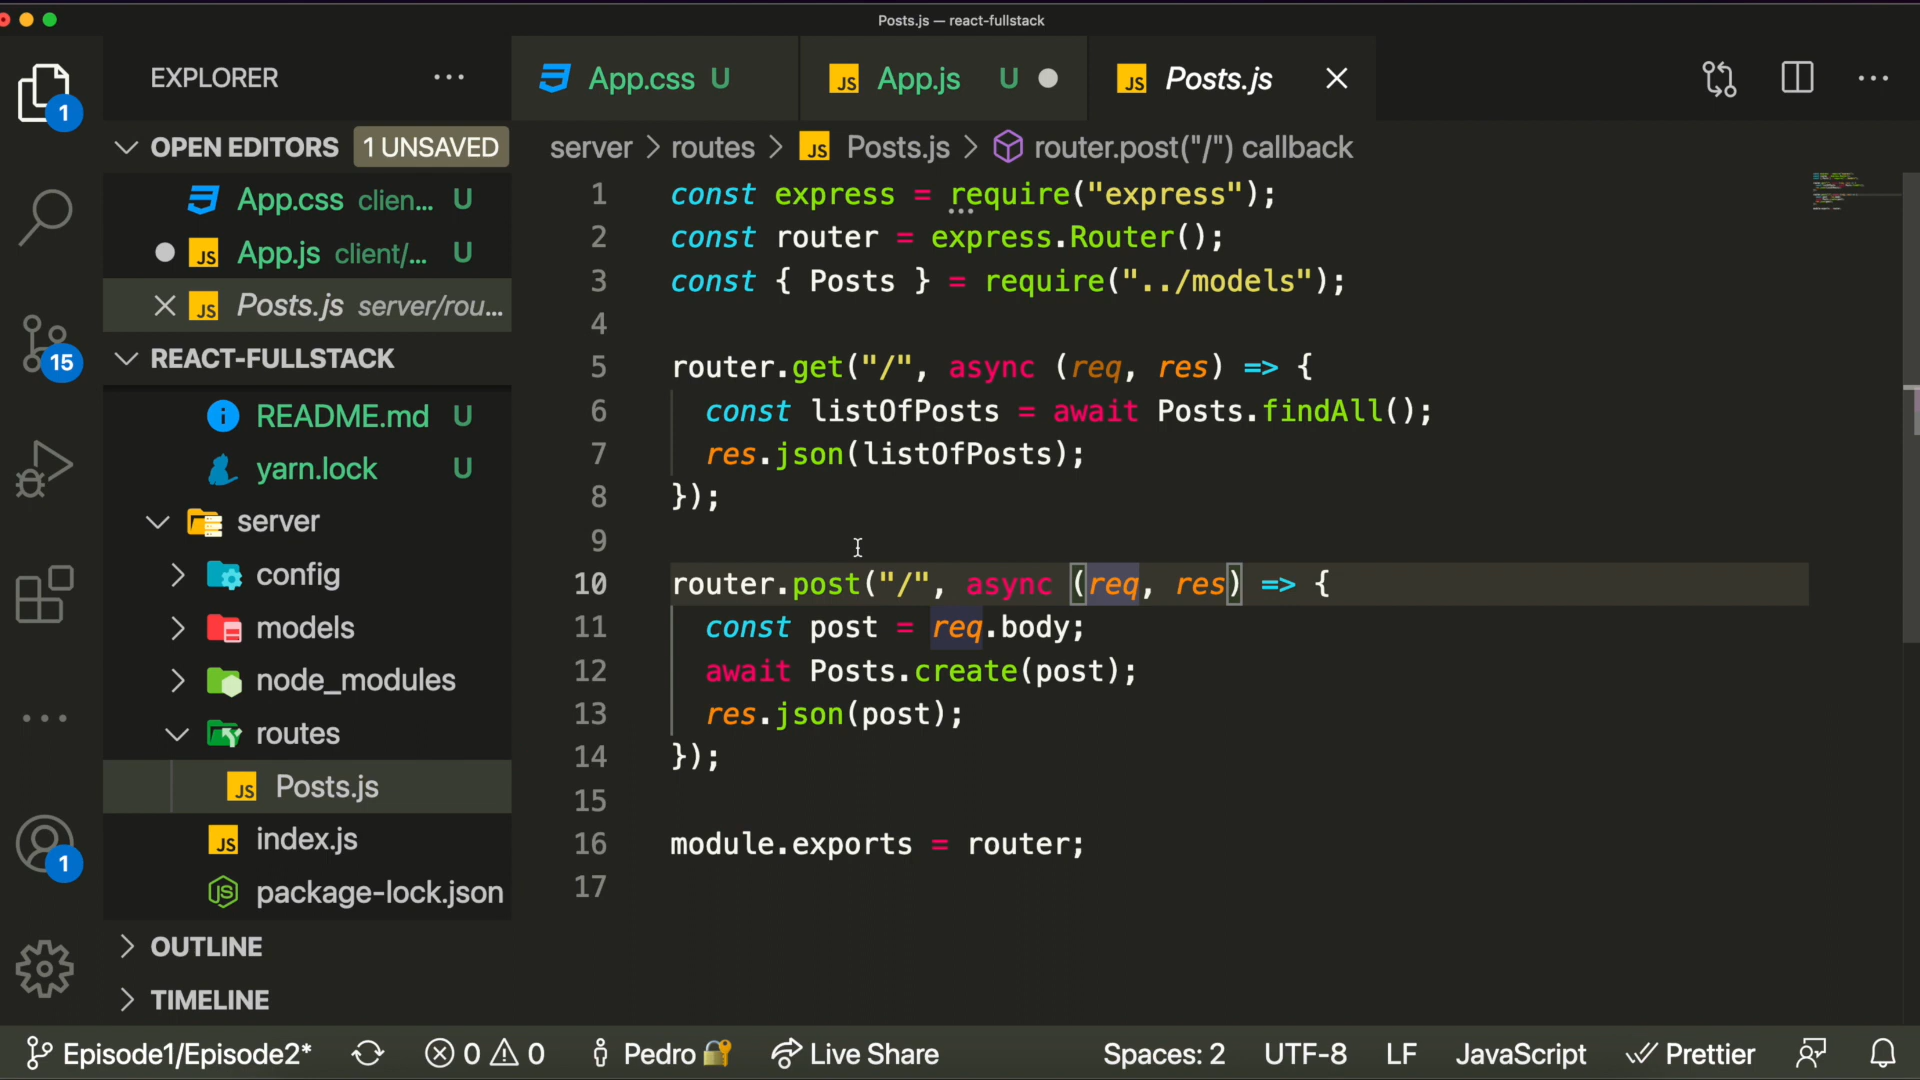 Posts.js — react-fullstack
EXPLORER
App.css U
App.js U
Posts.js
1
OPEN EDITORS 1 UNSAVED
server > routes > JS Posts.js > router.post("/") callback
App.css clien... U
App.js client/... U
Posts.js server/rou...
REACT-FULLSTACK
15
README.md U
yarn.lock U
server
config
models
node_modules
routes
Posts.js
index.js
package-lock.json
1
OUTLINE
TIMELINE
1 const express = require("express");
2 const router = express.Router();
3 const { Posts } = require("../models");
4
5 router.get("/", async (req, res) => {
6 const listOfPosts = await Posts.findAll();
7 res.json(listOfPosts);
8 });
9
10 router.post("/", async (req, res) => {
11 const post = req.body;
12 await Posts.create(post);
13 res.json(post);
14 });
15
16 module.exports = router;
17
Episode1/Episode2* 0 0 Pedro Live Share Spaces: 2 UTF-8 LF JavaScript Prettier